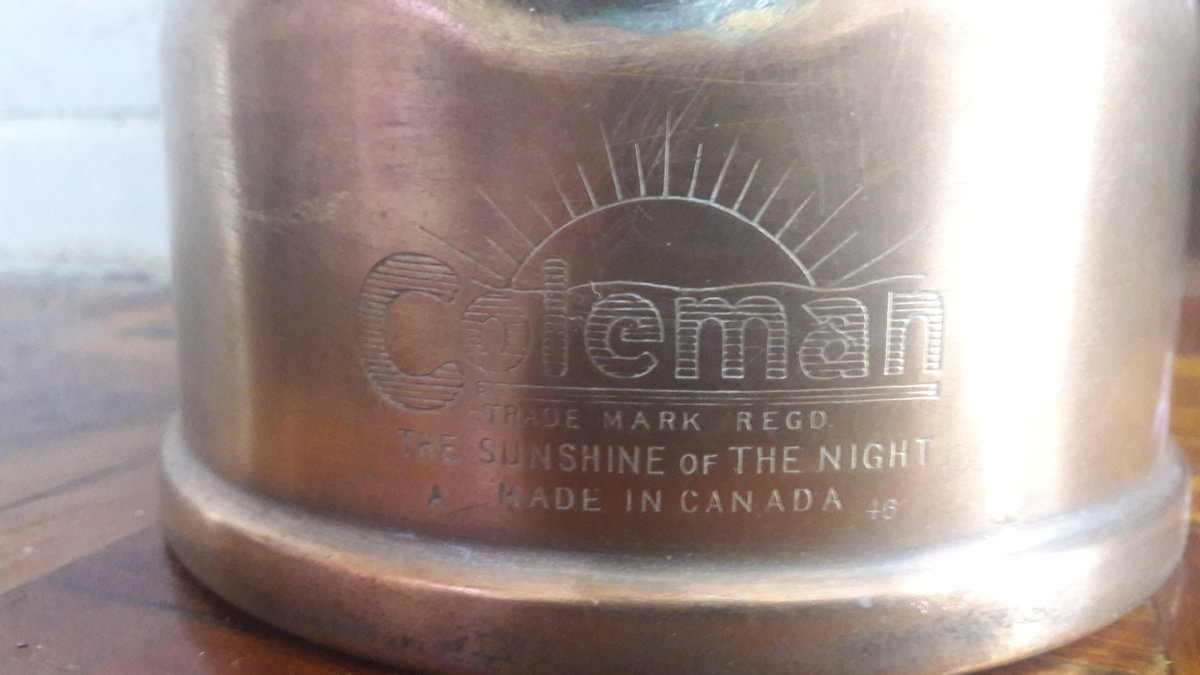 Coleman
TRADE MARK REGD.
THE SUNSHINE OF THE NIGHT
A MADE IN CANADA 46